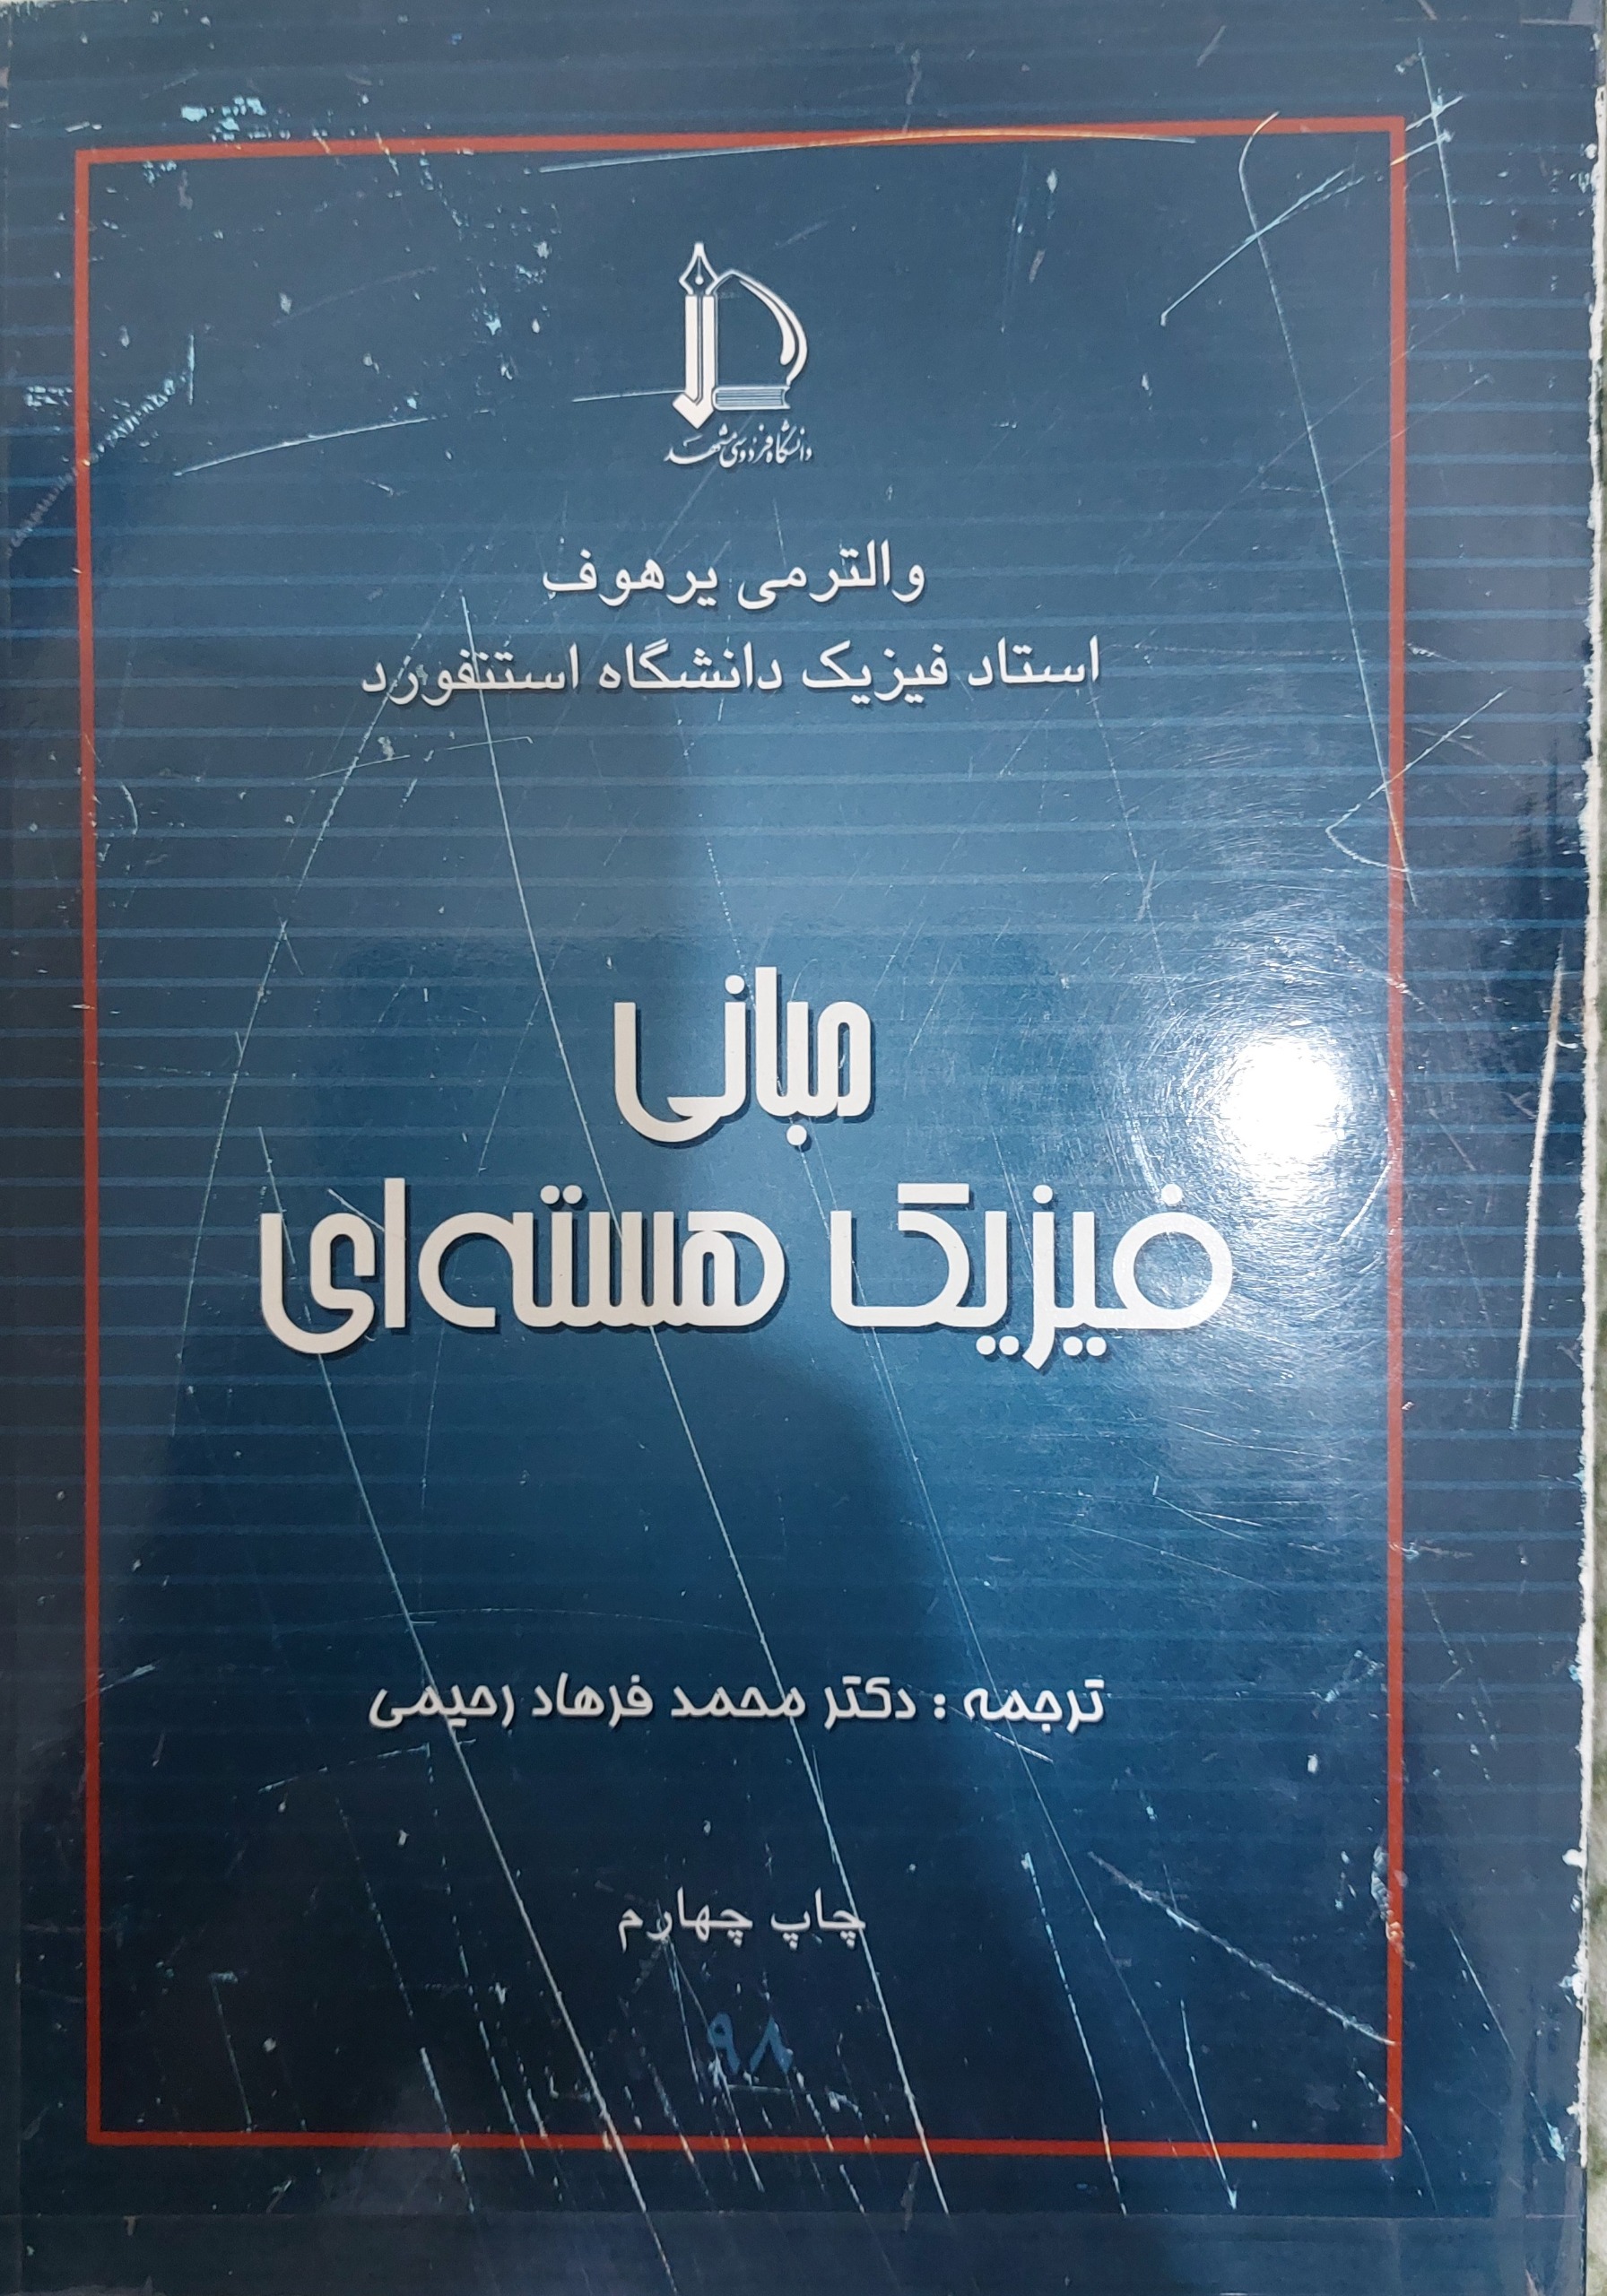 دانشگاه فردوسی مشهد
والترمی یرهوف
استاد فیزیک دانشگاه استنفورد
مبانی
فیزیک هسته‌ای
ترجمه : دکتر محمد فرهاد رحیمی
چاپ چهارم
۹۸